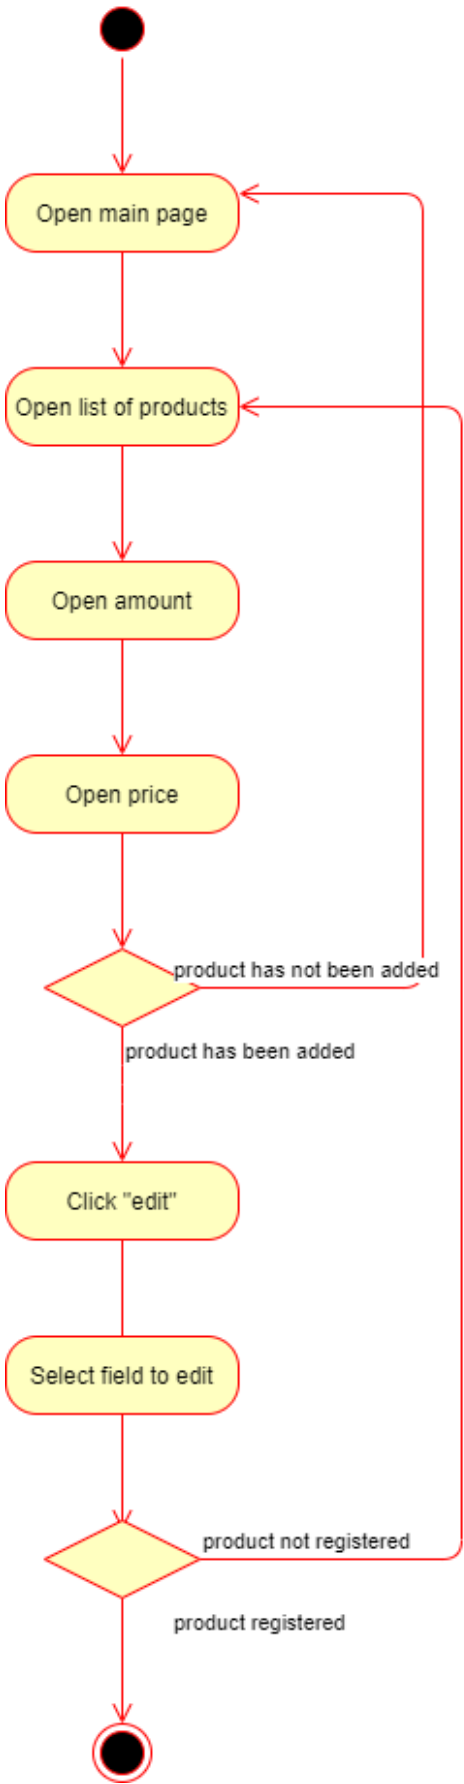 Open main page
Open list of products
Open amount
Open price
product has not been added
product has been added
Click "edit"
Select field to edit
product not registered
product registered